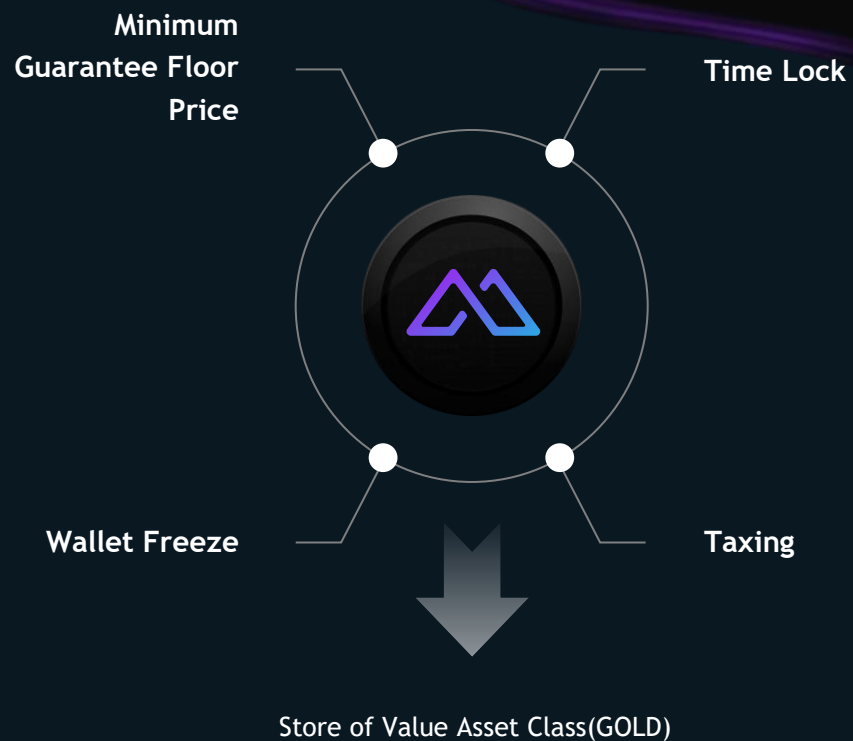 Minimum
Guarantee Floor
Price
Time Lock
Wallet Freeze
Taxing
Store of Value Asset Class(GOLD)